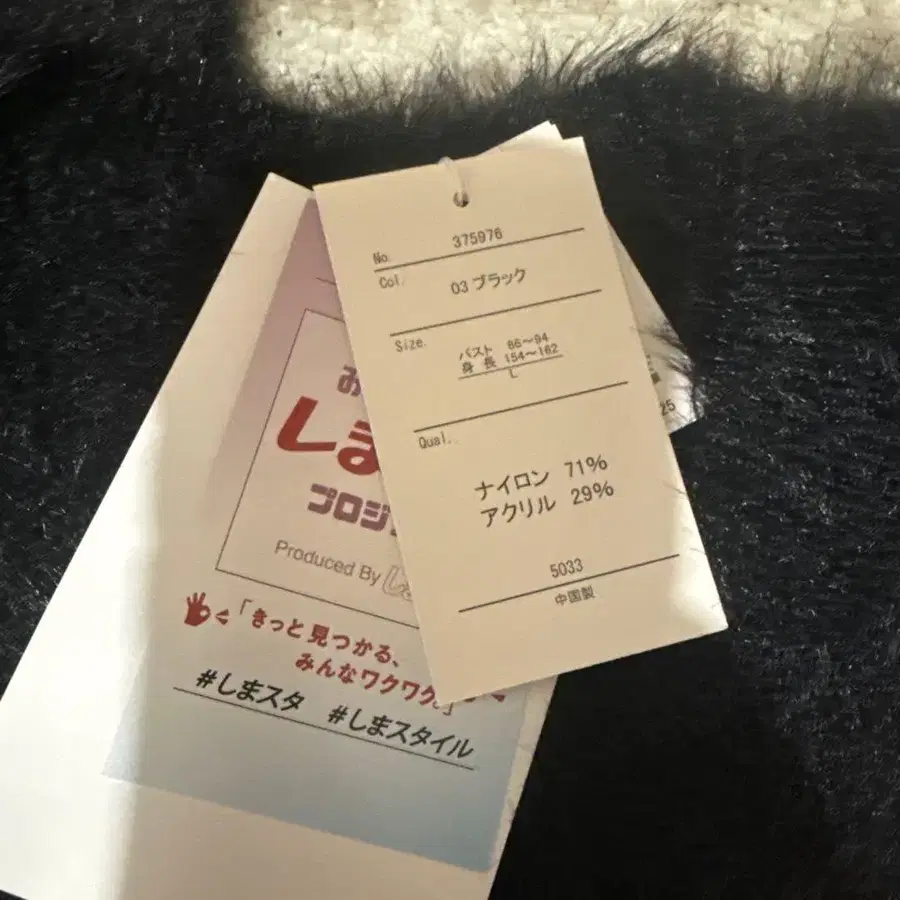 No. 375976
Col. 03 ブラック
Size.
バスト 86〜94
身長 154〜162
L
Qual.
ナイロン 71%
アクリル 29%
5033
中国製
み
しま
プロジ
Produced By し
「きっと見つかる、
みんなワクワク。」
#しまスタ #しまスタイル
25